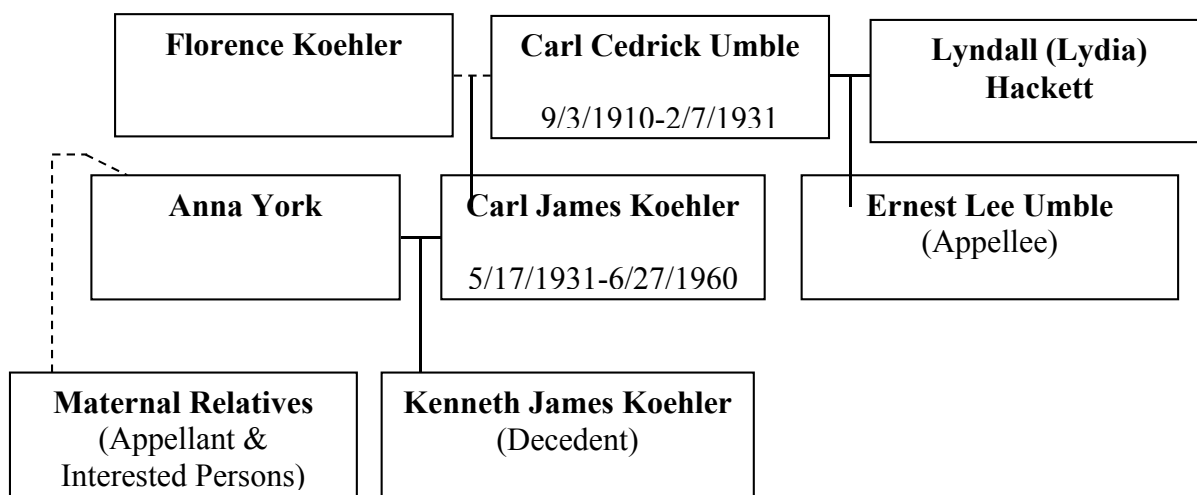 Florence Koehler
Carl Cedrick Umble
9/3/1910-2/7/1931
Lyndall (Lydia)
Hackett
Anna York
Carl James Koehler
5/17/1931-6/27/1960
Ernest Lee Umble
(Appellee)
Maternal Relatives
(Appellant &
Interested Persons)
Kenneth James Koehler
(Decedent)